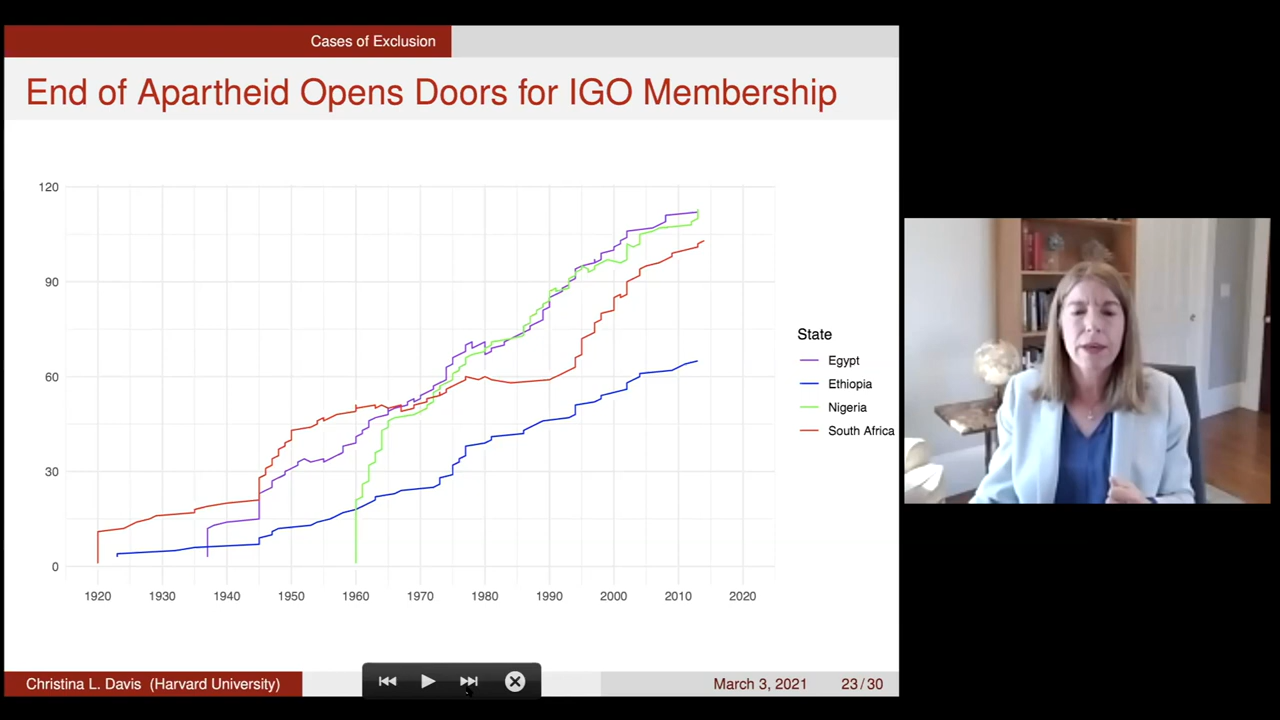 Cases of Exclusion
End of Apartheid Opens Doors for IGO Membership
120
90
60
30
0
1920 1930 1940 1950 1960 1970 1980 1990 2000 2010 2020
State
Egypt
Ethiopia
Nigeria
South Africa
Christina L. Davis (Harvard University)
March 3, 2021 23/30